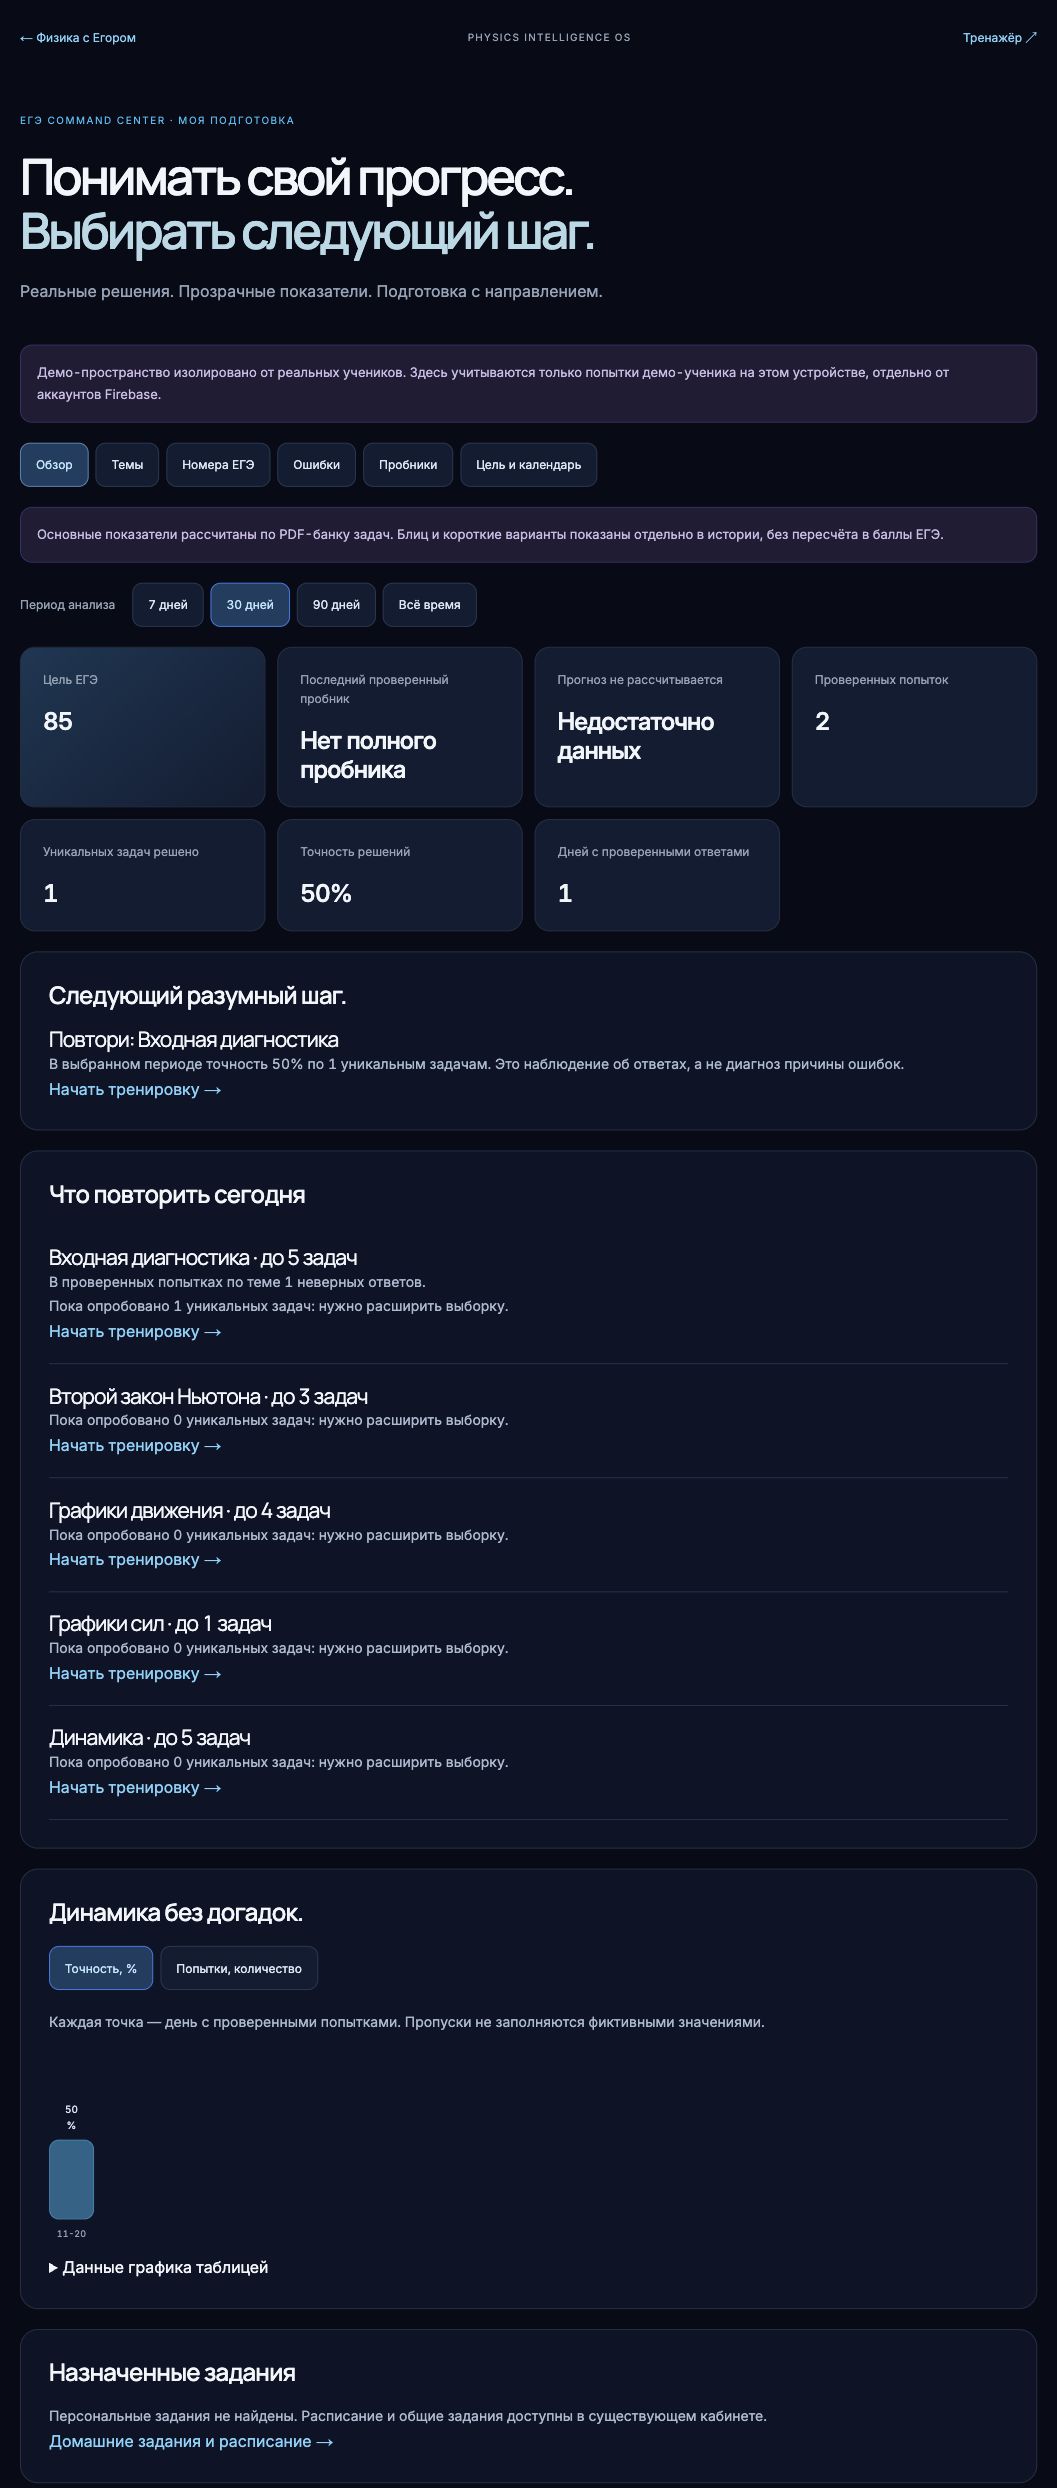 ← Физика с Егором
PHYSICS INTELLIGENCE OS
Тренажёр ↗
ЕГЭ COMMAND CENTER · МОЯ ПОДГОТОВКА
Понимать свой прогресс.
Выбирать следующий шаг.
Реальные решения. Прозрачные показатели. Подготовка с направлением.
Демо-пространство изолировано от реальных учеников. Здесь учитываются только попытки демо-ученика на этом устройстве, отдельно от
аккаунтов Firebase.
Обзор
Темы
Номера ЕГЭ
Ошибки
Пробники
Цель и календарь
Основные показатели рассчитаны по PDF-банку задач. Блиц и короткие варианты показаны отдельно в истории, без пересчёта в баллы ЕГЭ.
Период анализа
7 дней
30 дней
90 дней
Всё время
Цель ЕГЭ
85
Последний проверенный
пробник
Нет полного
пробника
Прогноз не рассчитывается
Недостаточно
данных
Проверенных попыток
2
Уникальных задач решено
1
Точность решений
50%
Дней с проверенными ответами
1
Следующий разумный шаг.
Повтори: Входная диагностика
В выбранном периоде точность 50% по 1 уникальным задачам. Это наблюдение об ответах, а не диагноз причины ошибок.
Начать тренировку →
Что повторить сегодня
Входная диагностика · до 5 задач
В проверенных попытках по теме 1 неверных ответов.
Пока опробовано 1 уникальных задач: нужно расширить выборку.
Начать тренировку →
Второй закон Ньютона · до 3 задач
Пока опробовано 0 уникальных задач: нужно расширить выборку.
Начать тренировку →
Графики движения · до 4 задач
Пока опробовано 0 уникальных задач: нужно расширить выборку.
Начать тренировку →
Графики сил · до 1 задач
Пока опробовано 0 уникальных задач: нужно расширить выборку.
Начать тренировку →
Динамика · до 5 задач
Пока опробовано 0 уникальных задач: нужно расширить выборку.
Начать тренировку →
Динамика без догадок.
Точность, %
Попытки, количество
Каждая точка — день с проверенными попытками. Пропуски не заполняются фиктивными значениями.
50
%
11-20
▶ Данные графика таблицей
Назначенные задания
Персональные задания не найдены. Расписание и общие задания доступны в существующем кабинете.
Домашние задания и расписание →